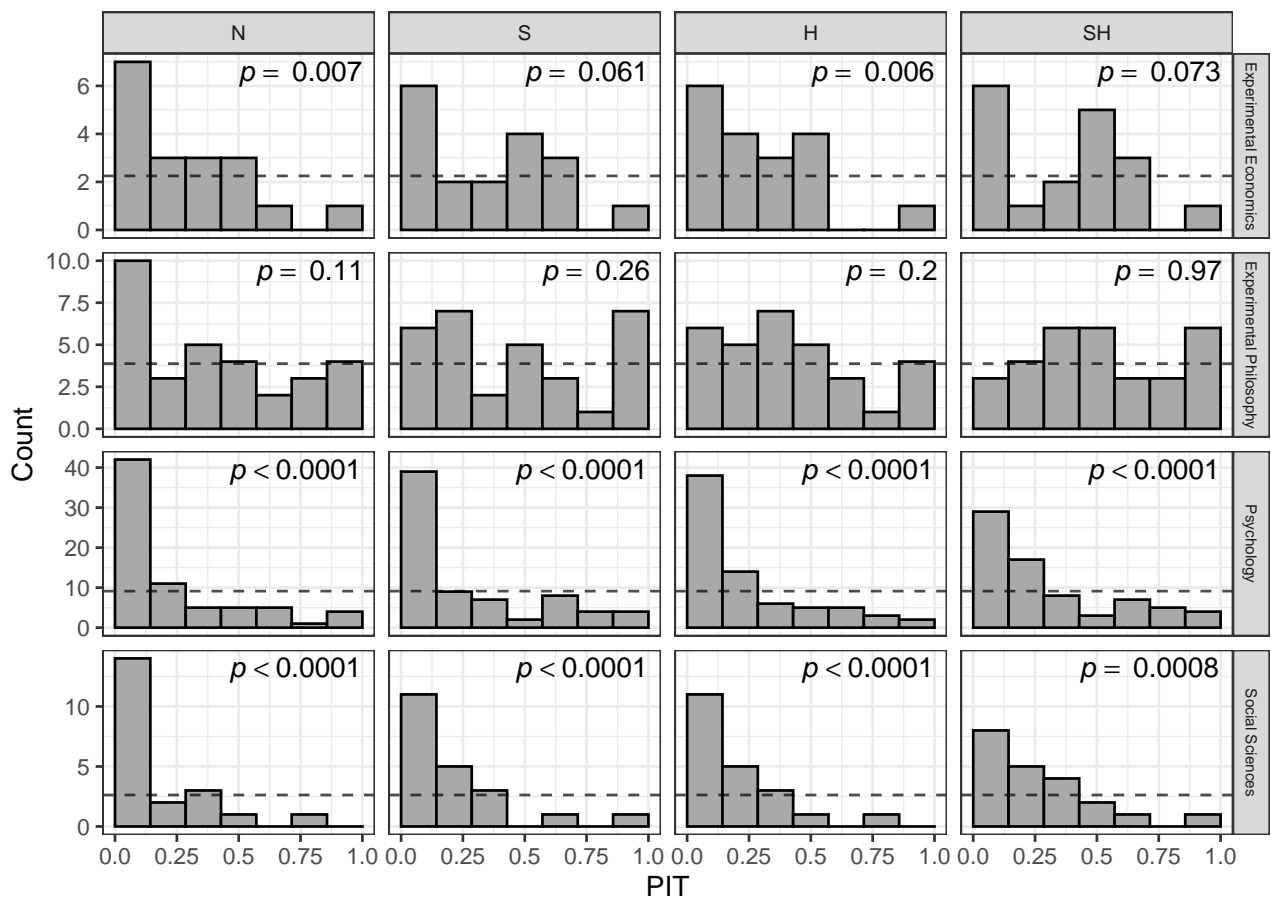 N S H SH
p = 0.007 p = 0.061 p = 0.006 p = 0.073
Experimental Economics
6
4
2
0
p = 0.11 p = 0.26 p = 0.2 p = 0.97
Experimental Philosophy
10.0
7.5
5.0
2.5
0.0
Count
p < 0.0001 p < 0.0001 p < 0.0001 p < 0.0001
Psychology
40
30
20
10
0
p < 0.0001 p < 0.0001 p < 0.0001 p = 0.0008
Social Sciences
10
5
0
0.0 0.25 0.5 0.75 1.0 0.0 0.25 0.5 0.75 1.0 0.0 0.25 0.5 0.75 1.0 0.0 0.25 0.5 0.75 1.0
PIT